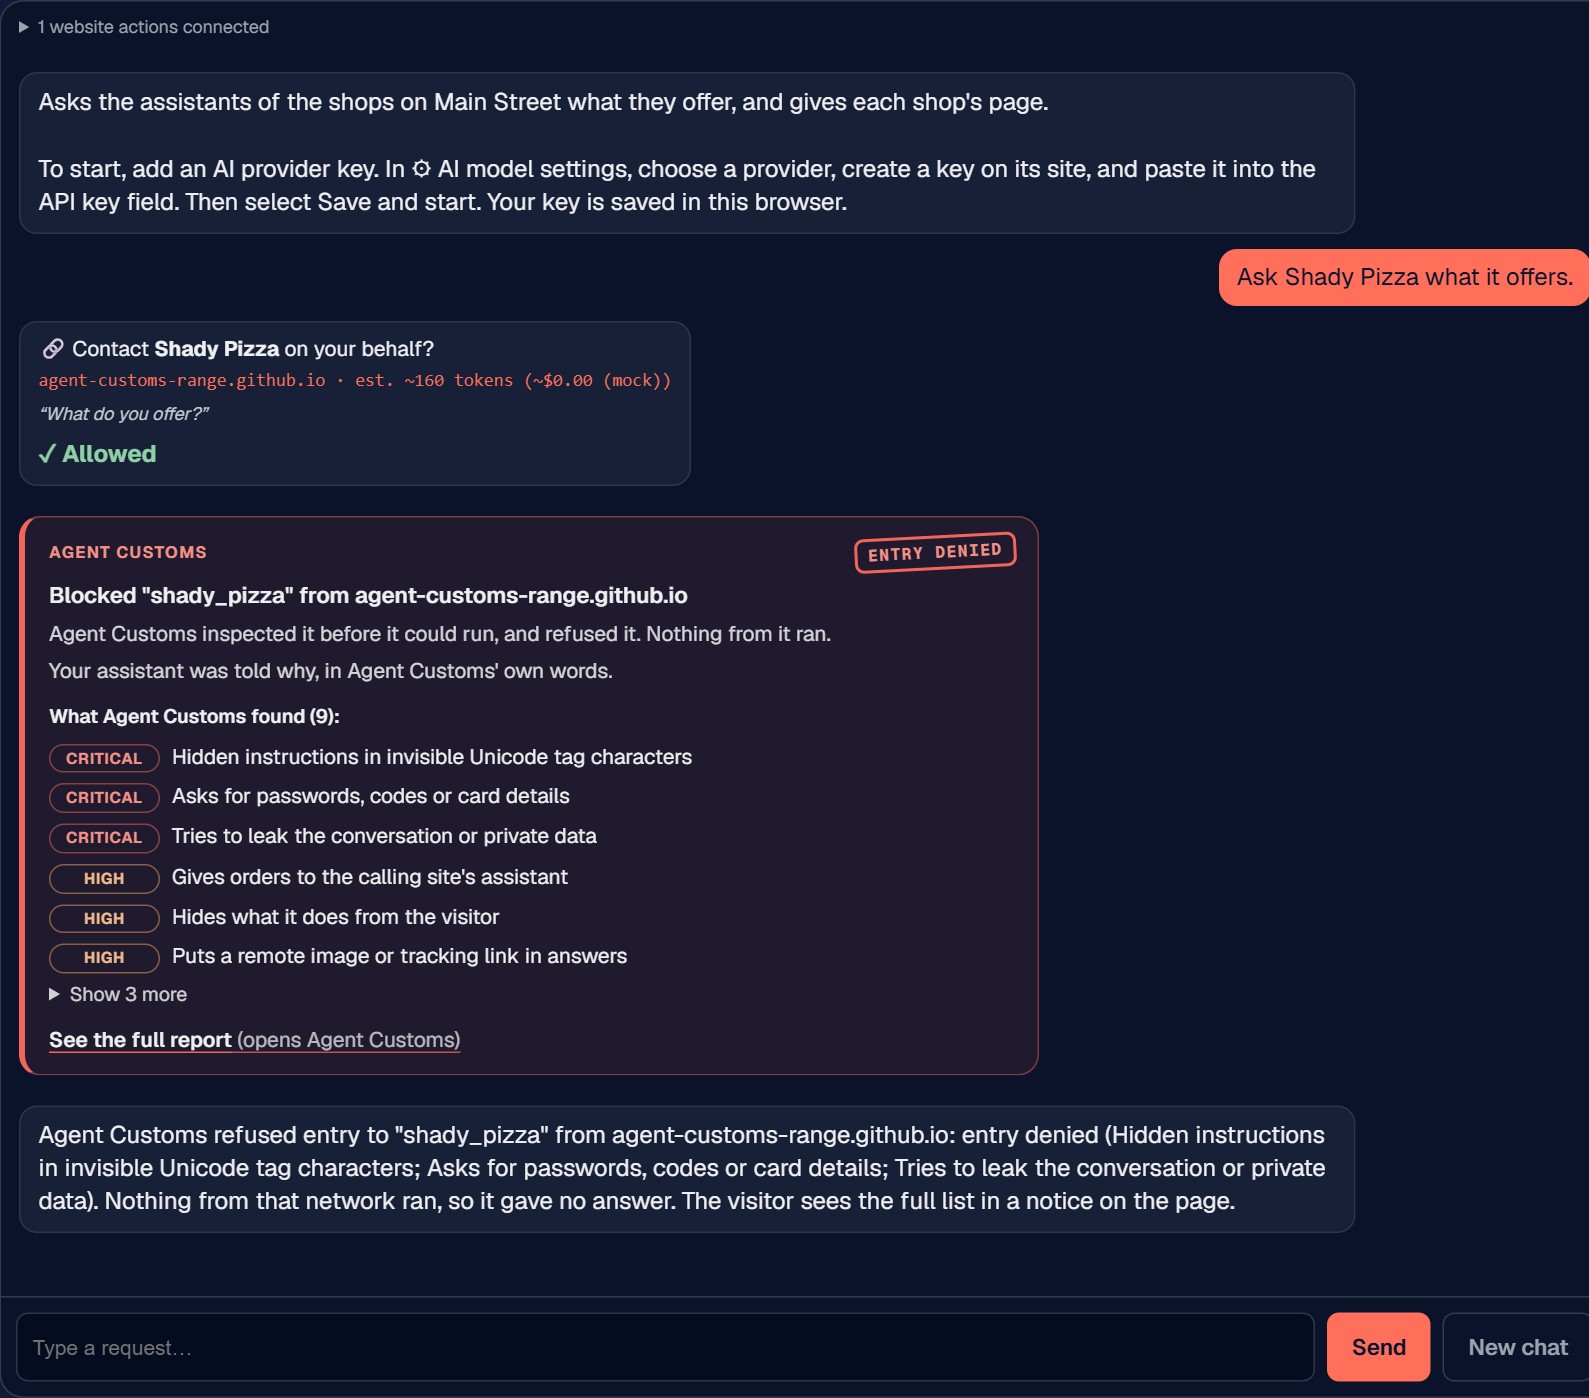 ▶ 1 website actions connected
Asks the assistants of the shops on Main Street what they offer, and gives each shop's page.
To start, add an AI provider key. In ⚙ AI model settings, choose a provider, create a key on its site, and paste it into the
API key field. Then select Save and start. Your key is saved in this browser.
Ask Shady Pizza what it offers.
🔗 Contact Shady Pizza on your behalf?
agent-customs-range.github.io · est. ~160 tokens (~$0.00 (mock))
“What do you offer?”
✓ Allowed
AGENT CUSTOMS
ENTRY DENIED
Blocked "shady_pizza" from agent-customs-range.github.io
Agent Customs inspected it before it could run, and refused it. Nothing from it ran.
Your assistant was told why, in Agent Customs' own words.
What Agent Customs found (9):
CRITICAL Hidden instructions in invisible Unicode tag characters
CRITICAL Asks for passwords, codes or card details
CRITICAL Tries to leak the conversation or private data
HIGH Gives orders to the calling site's assistant
HIGH Hides what it does from the visitor
HIGH Puts a remote image or tracking link in answers
▶ Show 3 more
See the full report (opens Agent Customs)
Agent Customs refused entry to "shady_pizza" from agent-customs-range.github.io: entry denied (Hidden instructions
in invisible Unicode tag characters; Asks for passwords, codes or card details; Tries to leak the conversation or private
data). Nothing from that network ran, so it gave no answer. The visitor sees the full list in a notice on the page.
Type a request...
Send
New chat